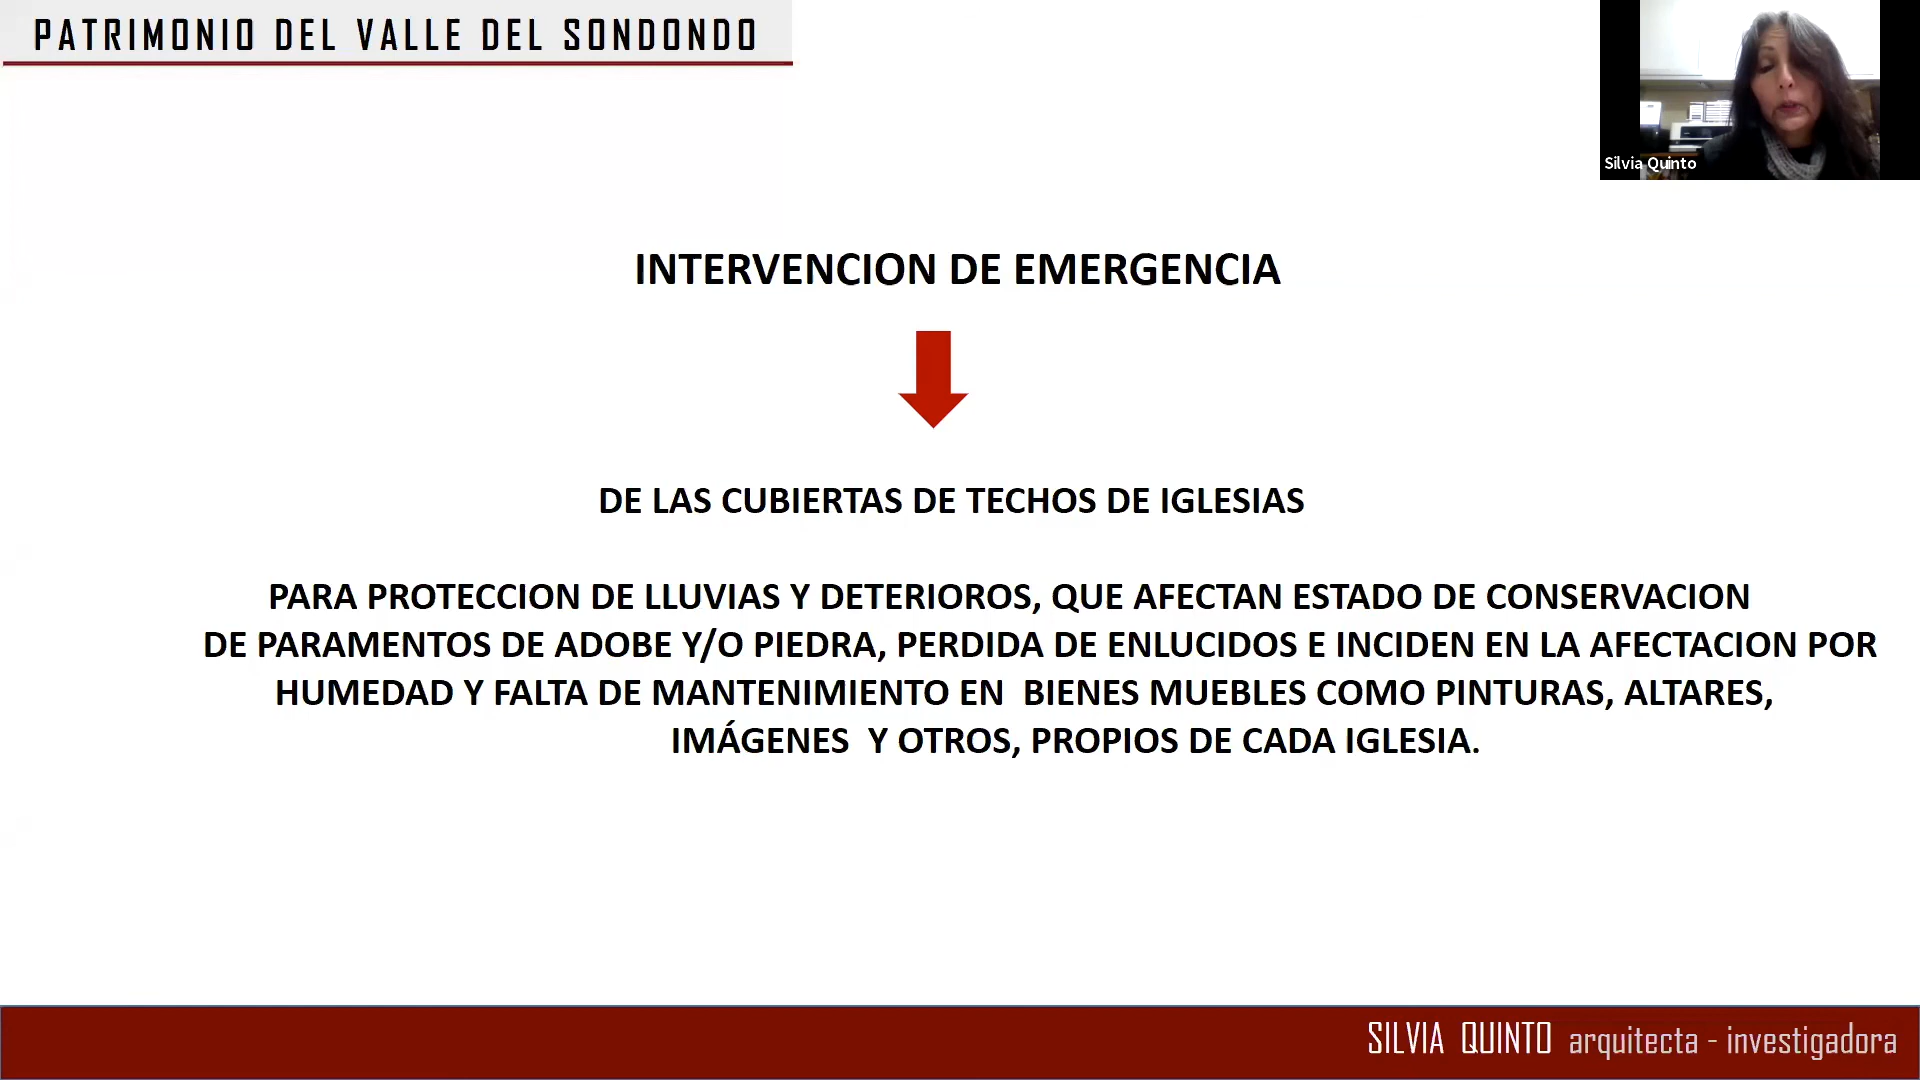 PATRIMONIO DEL VALLE DEL SONDONDO
Silvia Quinto
INTERVENCION DE EMERGENCIA
DE LAS CUBIERTAS DE TECHOS DE IGLESIAS
PARA PROTECCION DE LLUVIAS Y DETERIOROS, QUE AFECTAN ESTADO DE CONSERVACION
DE PARAMENTOS DE ADOBE Y/O PIEDRA, PERDIDA DE ENLUCIDOS E INCIDEN EN LA AFECTACION POR
HUMEDAD Y FALTA DE MANTENIMIENTO EN BIENES MUEBLES COMO PINTURAS, ALTARES,
IMÁGENES Y OTROS, PROPIOS DE CADA IGLESIA.
SILVIA QUINTO arquitecta - investigadora